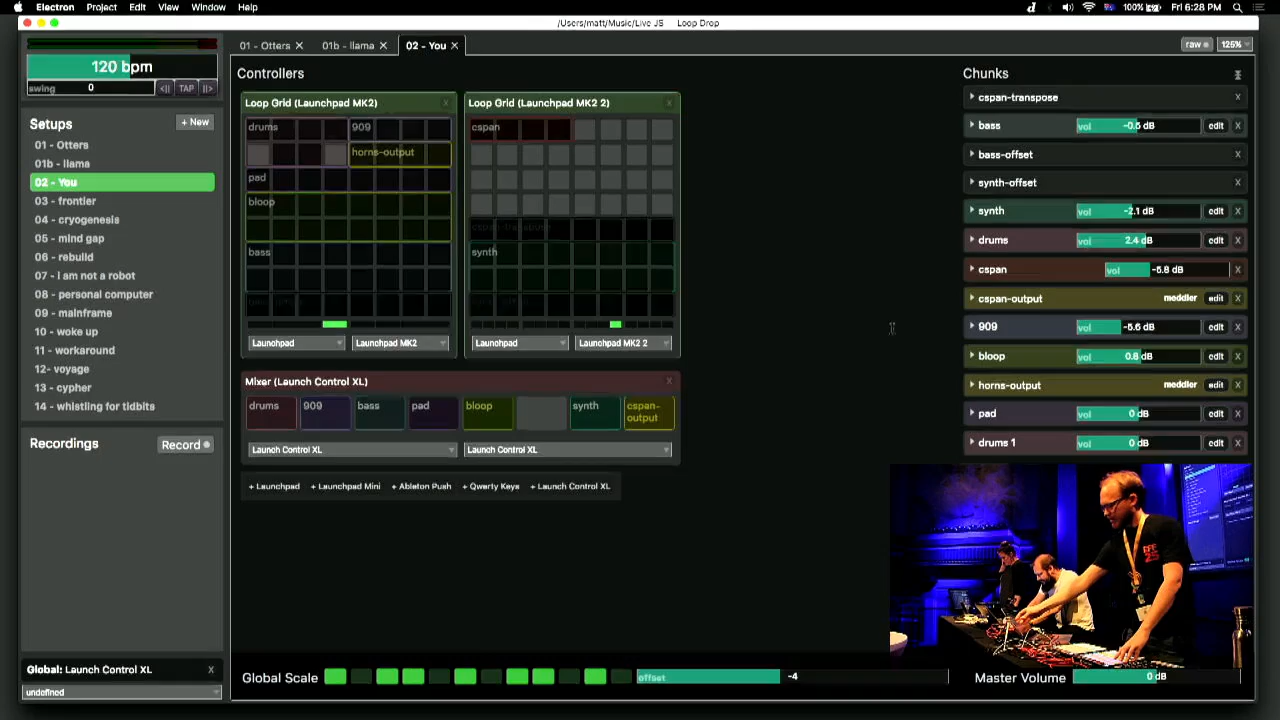 Electron Project Edit View Window Help
100% Fri 6:28 PM
/Users/matt/Music/Live JS Loop Drop
01 - Otters 01b - llama 02 - You
raw 125%
120 bpm
swing 0 TAP
Setups + New
01 - Otters
01b - llama
02 - You
03 - frontier
04 - cryogenesis
05 - mind gap
06 - rebuild
07 - i am not a robot
08 - personal computer
09 - mainframe
10 - woke up
11 - workaround
12- voyage
13 - cypher
14 - whistling for tidbits
Recordings Record
Global: Launch Control XL X
undefined
Controllers
Loop Grid (Launchpad MK2) X
drums 909
horns-output
pad
bloop
bass
Launchpad Launchpad MK2
Loop Grid (Launchpad MK2 2) X
cspan
cspan-transpose
synth
Launchpad Launchpad MK2 2
Mixer (Launch Control XL) X
drums 909 bass pad bloop synth cspan-output
Launch Control XL Launch Control XL
+ Launchpad + Launchpad Mini + Ableton Push + Qwerty Keys + Launch Control XL
Chunks
cspan-transpose X
bass vol -0.5 dB edit X
bass-offset X
synth-offset X
synth vol -2.1 dB edit X
drums vol 2.4 dB edit X
cspan vol -5.8 dB X
cspan-output meddler edit X
909 vol -5.6 dB edit X
bloop vol 0.8 dB edit X
horns-output meddler edit X
pad vol 0 dB edit X
drums 1 vol 0 dB edit X
Global Scale offset -4 Master Volume 0 dB